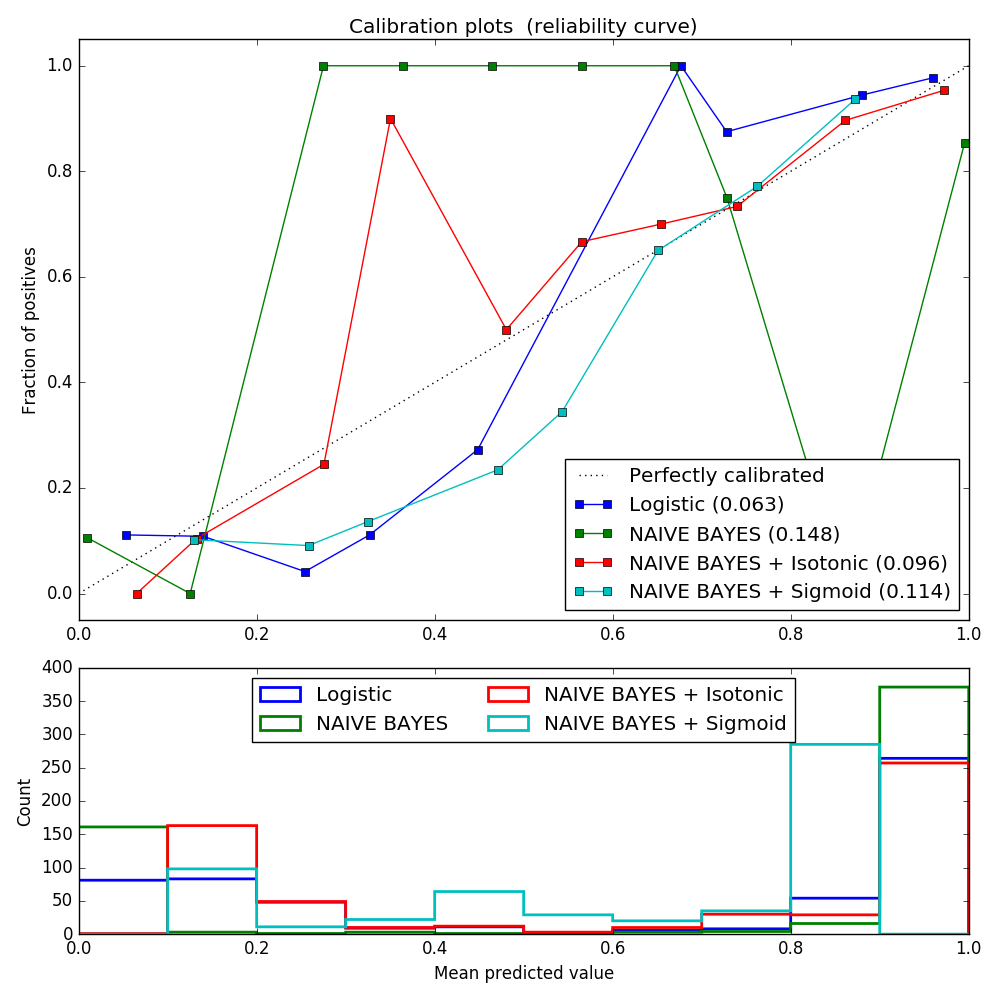 Calibration plots  (reliability curve)
1.0
0.8
0.6
0.4
0.2
0.0
Fraction of positives
Perfectly calibrated
Logistic (0.063)
NAIVE BAYES (0.148)
NAIVE BAYES + Isotonic (0.096)
NAIVE BAYES + Sigmoid (0.114)
0.0 0.2 0.4 0.6 0.8 1.0
400
350
300
250
200
150
100
50
0
Count
Logistic
NAIVE BAYES
NAIVE BAYES + Isotonic
NAIVE BAYES + Sigmoid
0.0 0.2 0.4 0.6 0.8 1.0
Mean predicted value